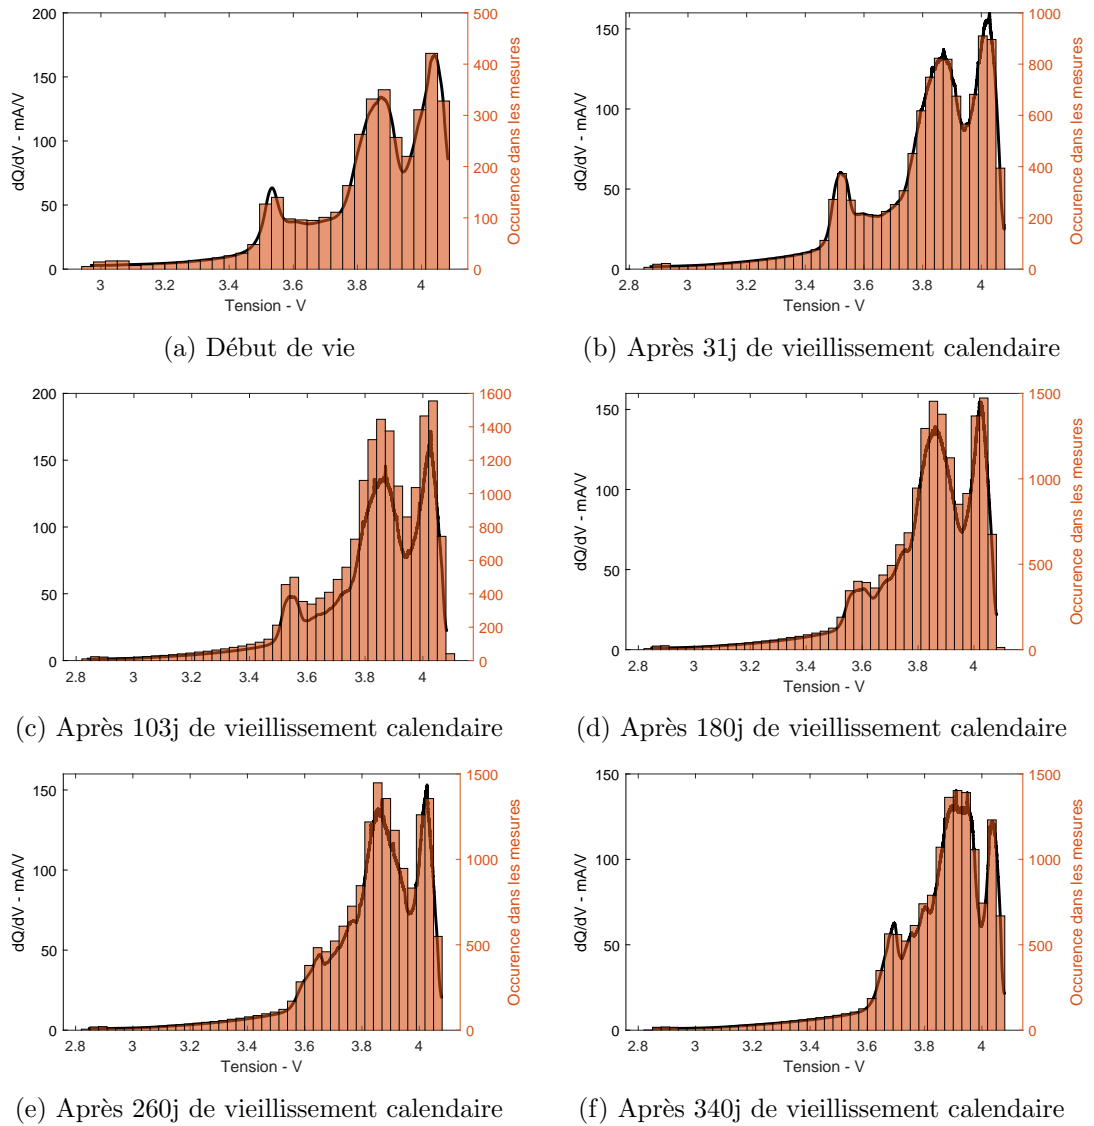 200
150
100
50
0
500
400
300
200
100
0
dQ/dV - mA/V
Occurence dans les mesures
3 3.2 3.4 3.6 3.8 4
Tension - V
(a) Début de vie
150
100
50
0
1000
800
600
400
200
0
dQ/dV - mA/V
Occurence dans les mesures
2.8 3 3.2 3.4 3.6 3.8 4
Tension - V
(b) Après 31j de vieillissement calendaire
200
150
100
50
0
1600
1400
1200
1000
800
600
400
200
0
2.8 3 3.2 3.4 3.6 3.8 4
(c) Après 103j de vieillissement calendaire
150
100
50
0
1500
1000
500
0
dQ/dV - mA/V
Occurence dans les mesures
2.8 3 3.2 3.4 3.6 3.8 4
Tension - V
(d) Après 180j de vieillissement calendaire
150
100
50
0
1500
1000
500
0
dQ/dV - mA/V
Occurence dans les mesures
2.8 3 3.2 3.4 3.6 3.8 4
Tension - V
(e) Après 260j de vieillissement calendaire
150
100
50
0
1500
1000
500
0
dQ/dV - mA/V
Occurence dans les mesures
2.8 3 3.2 3.4 3.6 3.8 4
Tension - V
(f) Après 340j de vieillissement calendaire